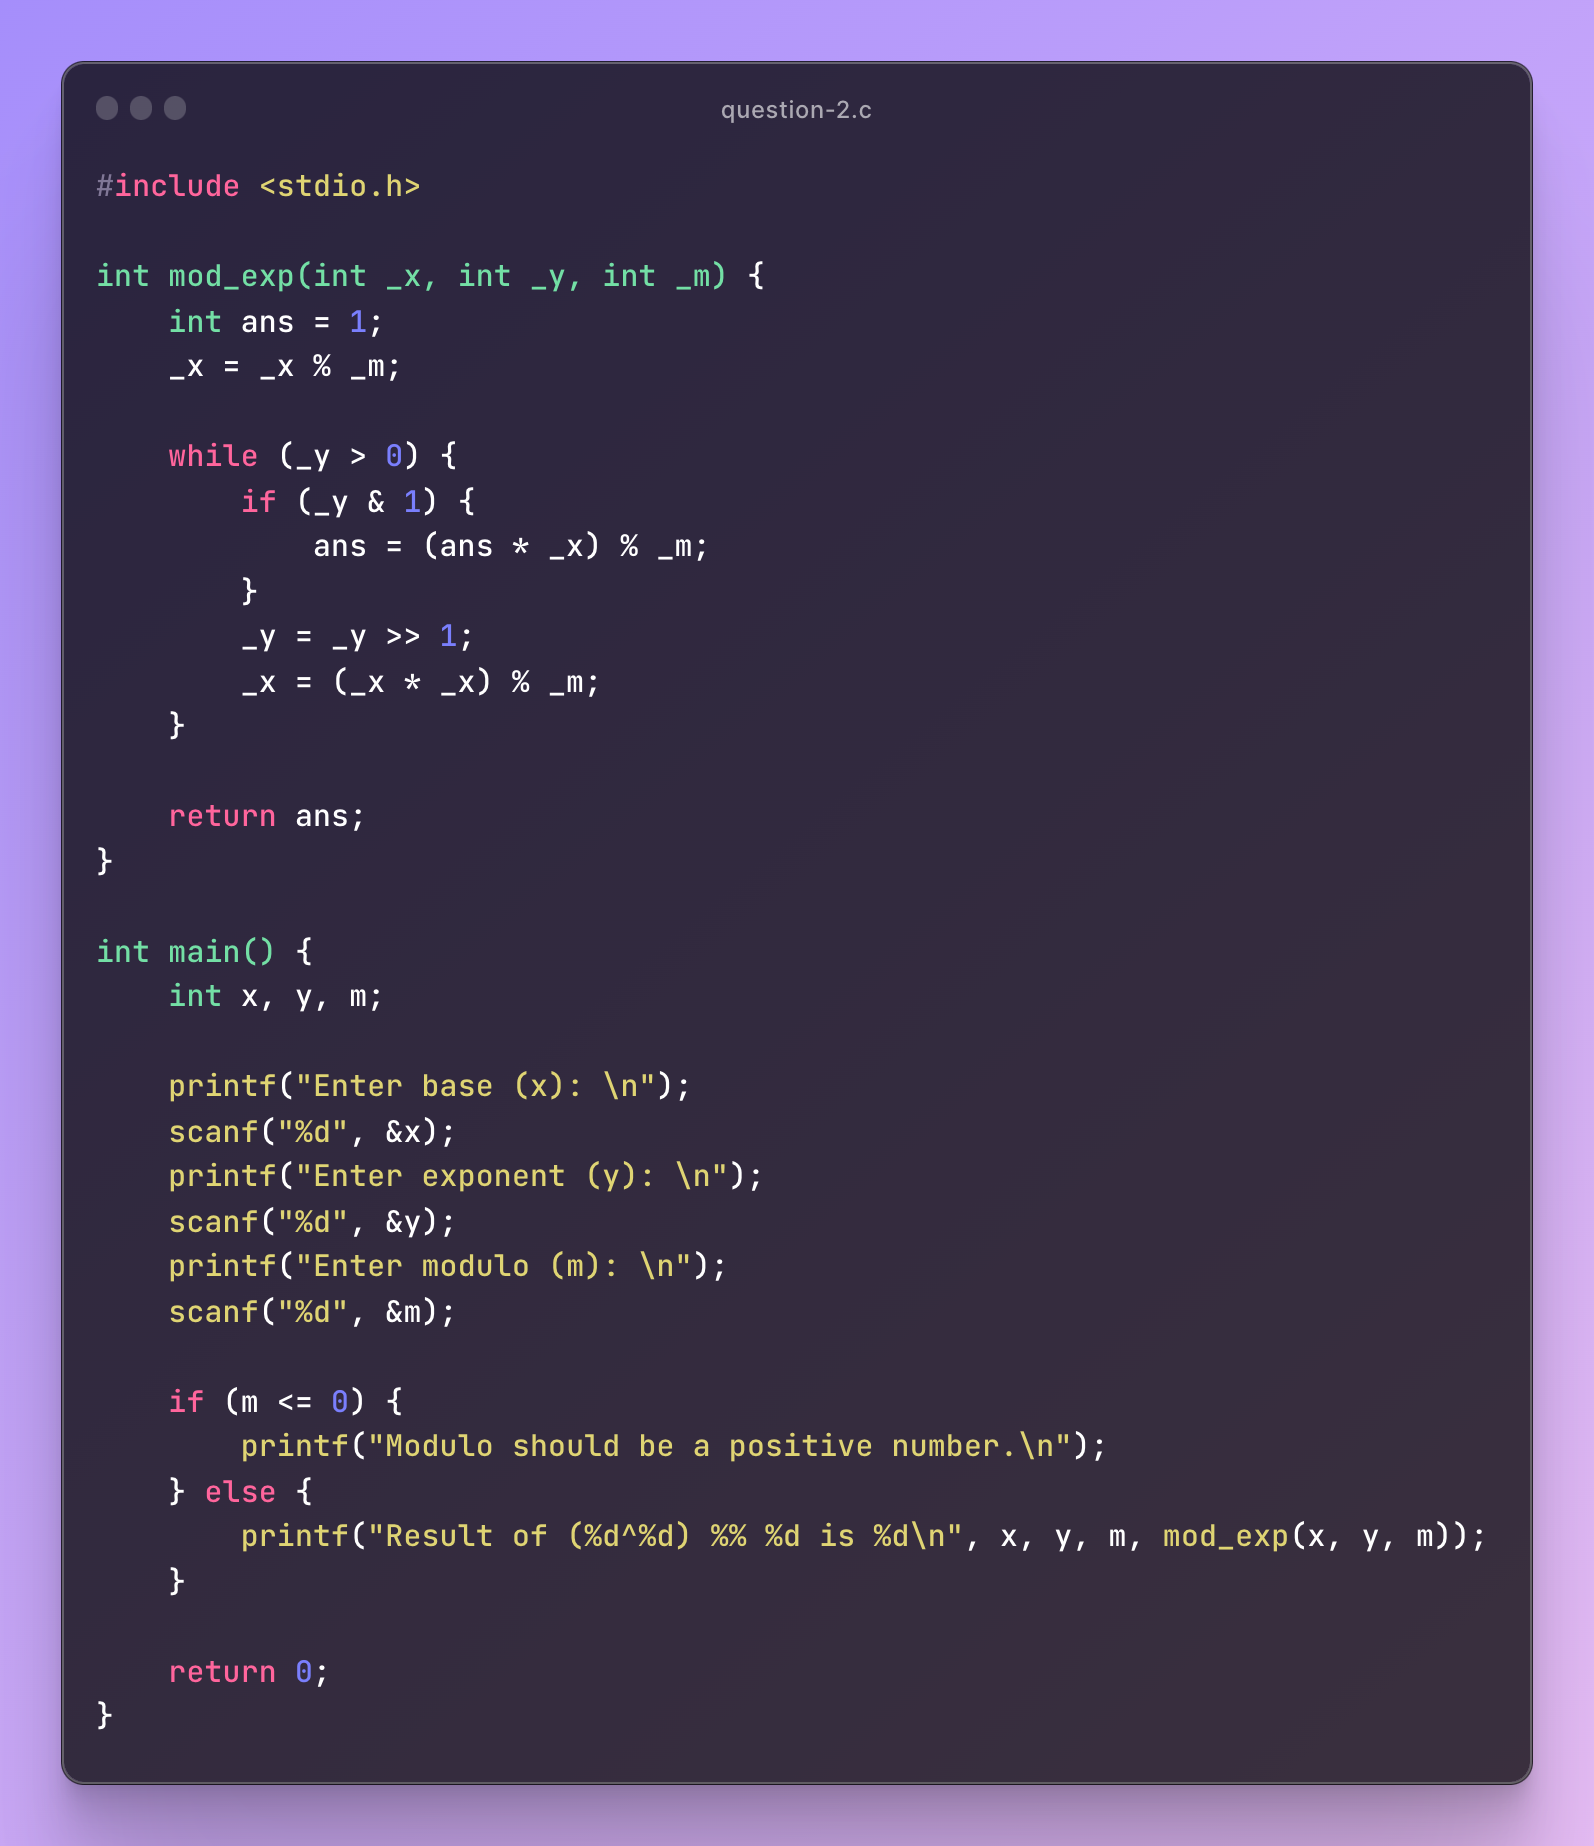 question-2.c
#include <stdio.h>

int mod_exp(int _x, int _y, int _m) {
    int ans = 1;
    _x = _x % _m;

    while (_y > 0) {
        if (_y & 1) {
            ans = (ans * _x) % _m;
        }
        _y = _y >> 1;
        _x = (_x * _x) % _m;
    }

    return ans;
}

int main() {
    int x, y, m;

    printf("Enter base (x): \n");
    scanf("%d", &x);
    printf("Enter exponent (y): \n");
    scanf("%d", &y);
    printf("Enter modulo (m): \n");
    scanf("%d", &m);

    if (m <= 0) {
        printf("Modulo should be a positive number.\n");
    } else {
        printf("Result of (%d^%d) %% %d is %d\n", x, y, m, mod_exp(x, y, m));
    }

    return 0;
}